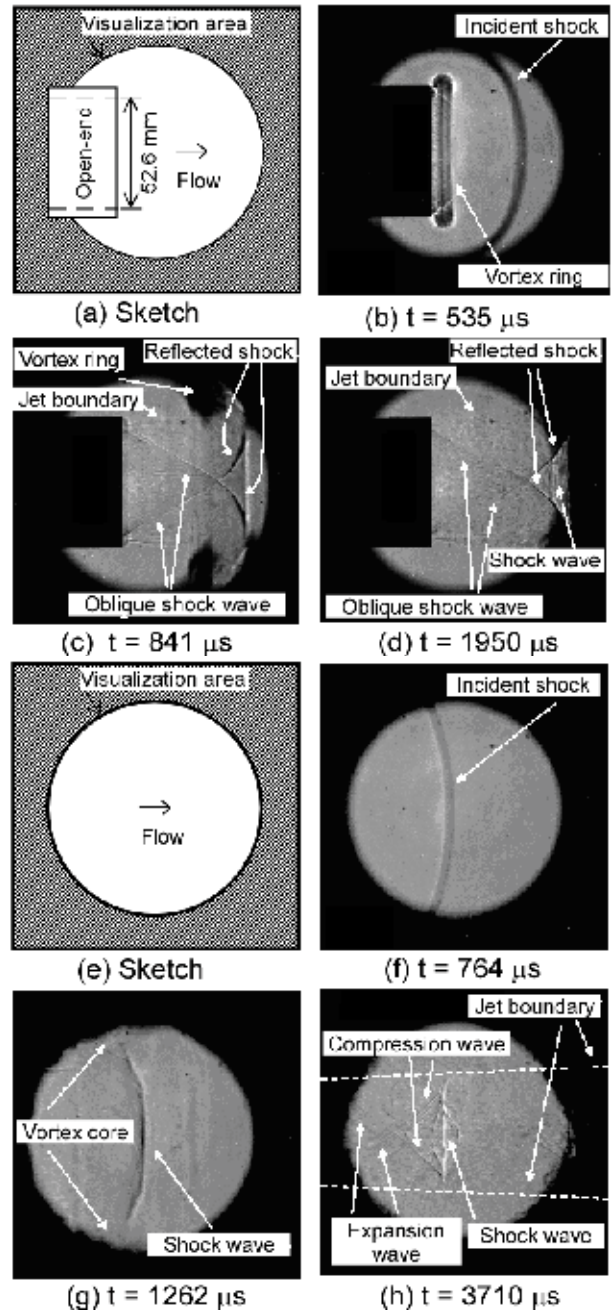 Visualization area
Open-end
52.6 mm
Flow
(a) Sketch
Incident shock
Vortex ring
(b) t = 535 μs
Vortex ring
Reflected shock
Jet boundary
Oblique shock wave
(c) t = 841 μs
Reflected shock
Jet boundary
Shock wave
Oblique shock wave
(d) t = 1950 μs
Visualization area
Flow
(e) Sketch
Incident shock
(f) t = 764 μs
Vortex core
Shock wave
(g) t = 1262 μs
Jet boundary
Compression wave
Expansion
wave
Shock wave
(h) t = 3710 μs